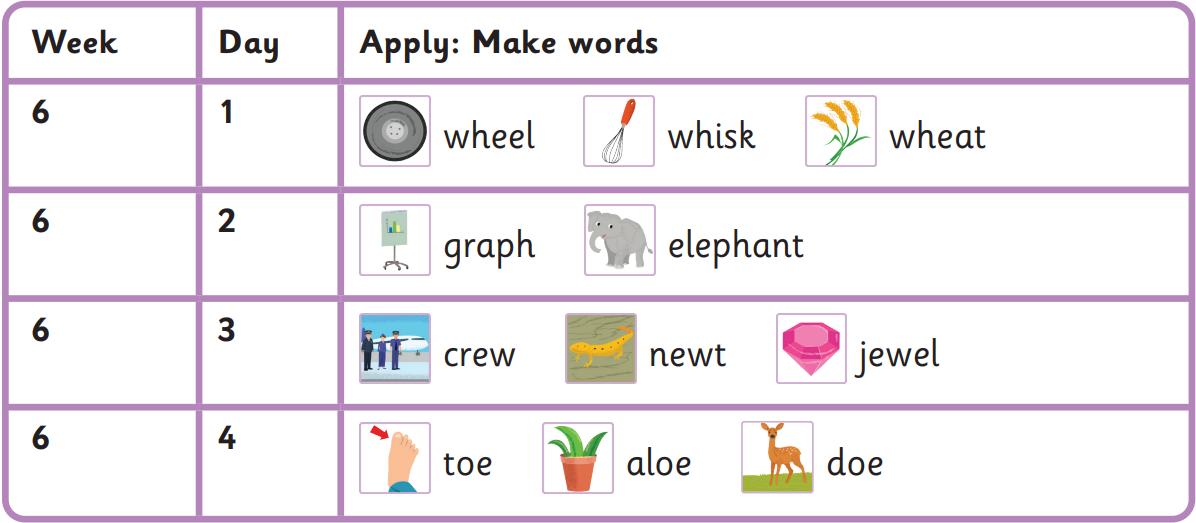 Week Day Apply: Make words
6 1 wheel whisk wheat
6 2 graph elephant
6 3 crew newt jewel
6 4 toe aloe doe